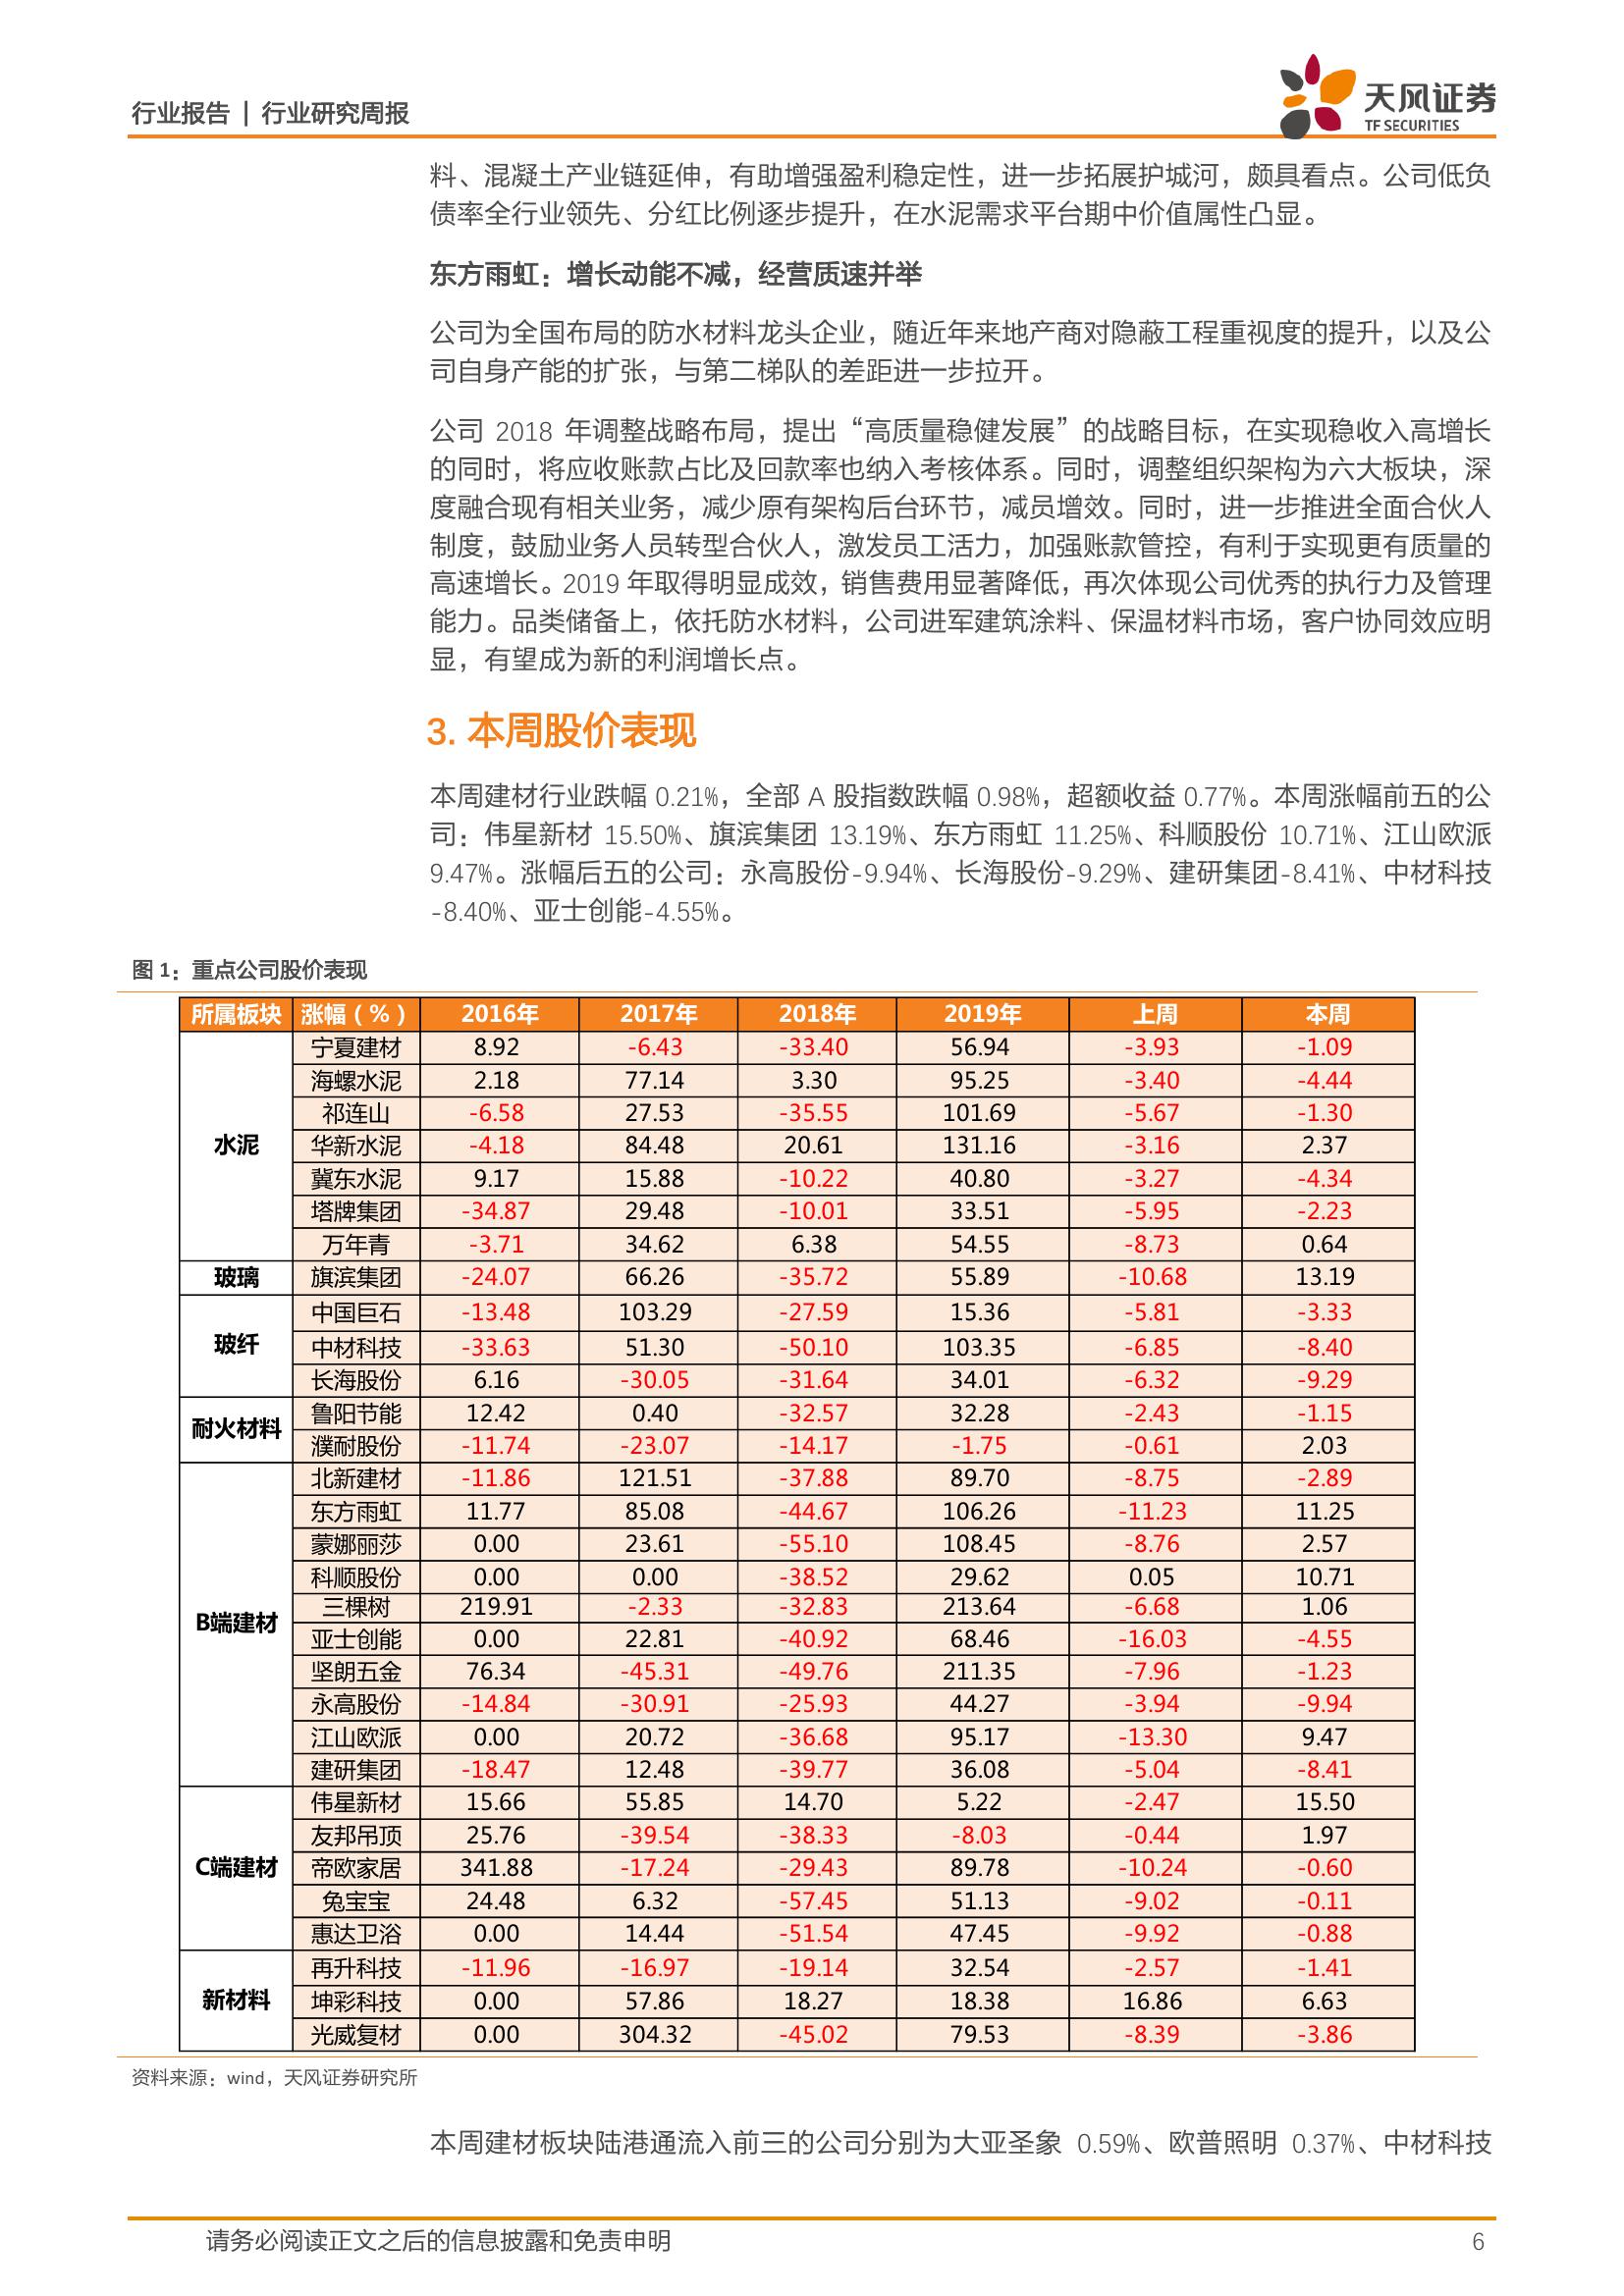 行业报告 | 行业研究周报
天风证券
TF SECURITIES
料、混凝土产业链延伸，有助增强盈利稳定性，进一步拓展护城河，颇具看点。公司低负
债率全行业领先、分红比例逐步提升，在水泥需求平台期中价值属性凸显。
东方雨虹：增长动能不减，经营质速并举
公司为全国布局的防水材料龙头企业，随近年来地产商对隐蔽工程重视度的提升，以及公
司自身产能的扩张，与第二梯队的差距进一步拉开。
公司 2018 年调整战略布局，提出“高质量稳健发展”的战略目标，在实现稳收入高增长
的同时，将应收账款占比及回款率也纳入考核体系。同时，调整组织架构为六大板块，深
度融合现有相关业务，减少原有架构后台环节，减员增效。同时，进一步推进全面合伙人
制度，鼓励业务人员转型合伙人，激发员工活力，加强账款管控，有利于实现更有质量的
高速增长。2019 年取得明显成效，销售费用显著降低，再次体现公司优秀的执行力及管理
能力。品类储备上，依托防水材料，公司进军建筑涂料、保温材料市场，客户协同效应明
显，有望成为新的利润增长点。
3. 本周股价表现
本周建材行业跌幅 0.21%，全部 A 股指数跌幅 0.98%，超额收益 0.77%。本周涨幅前五的公
司：伟星新材 15.50%、旗滨集团 13.19%、东方雨虹 11.25%、科顺股份 10.71%、江山欧派
9.47%。涨幅后五的公司：永高股份-9.94%、长海股份-9.29%、建研集团-8.41%、中材科技
-8.40%、亚士创能-4.55%。
图 1：重点公司股价表现
所属板块 涨幅（%） 2016年 2017年 2018年 2019年 上周 本周
水泥 宁夏建材 8.92 -6.43 -33.40 56.94 -3.93 -1.09
海螺水泥 2.18 77.14 3.30 95.25 -3.40 -4.44
祁连山 -6.58 27.53 -35.55 101.69 -5.67 -1.30
华新水泥 -4.18 84.48 20.61 131.16 -3.16 2.37
冀东水泥 9.17 15.88 -10.22 40.80 -3.27 -4.34
塔牌集团 -34.87 29.48 -10.01 33.51 -5.95 -2.23
万年青 -3.71 34.62 6.38 54.55 -8.73 0.64
玻璃 旗滨集团 -24.07 66.26 -35.72 55.89 -10.68 13.19
玻纤 中国巨石 -13.48 103.29 -27.59 15.36 -5.81 -3.33
中材科技 -33.63 51.30 -50.10 103.35 -6.85 -8.40
长海股份 6.16 -30.05 -31.64 34.01 -6.32 -9.29
耐火材料 鲁阳节能 12.42 0.40 -32.57 32.28 -2.43 -1.15
濮耐股份 -11.74 -23.07 -14.17 -1.75 -0.61 2.03
B端建材 北新建材 -11.86 121.51 -37.88 89.70 -8.75 -2.89
东方雨虹 11.77 85.08 -44.67 106.26 -11.23 11.25
蒙娜丽莎 0.00 23.61 -55.10 108.45 -8.76 2.57
科顺股份 0.00 0.00 -38.52 29.62 0.05 10.71
三棵树 219.91 -2.33 -32.83 213.64 -6.68 1.06
亚士创能 0.00 22.81 -40.92 68.46 -16.03 -4.55
坚朗五金 76.34 -45.31 -49.76 211.35 -7.96 -1.23
永高股份 -14.84 -30.91 -25.93 44.27 -3.94 -9.94
江山欧派 0.00 20.72 -36.68 95.17 -13.30 9.47
建研集团 -18.47 12.48 -39.77 36.08 -5.04 -8.41
C端建材 伟星新材 15.66 55.85 14.70 5.22 -2.47 15.50
友邦吊顶 25.76 -39.54 -38.33 -8.03 -0.44 1.97
帝欧家居 341.88 -17.24 -29.43 89.78 -10.24 -0.60
兔宝宝 24.48 6.32 -57.45 51.13 -9.02 -0.11
惠达卫浴 0.00 14.44 -51.54 47.45 -9.92 -0.88
新材料 再升科技 -11.96 -16.97 -19.14 32.54 -2.57 -1.41
坤彩科技 0.00 57.86 18.27 18.38 16.86 6.63
光威复材 0.00 304.32 -45.02 79.53 -8.39 -3.86
资料来源：wind，天风证券研究所
本周建材板块陆港通流入前三的公司分别为大亚圣象 0.59%、欧普照明 0.37%、中材科技
请务必阅读正文之后的信息披露和免责申明 6